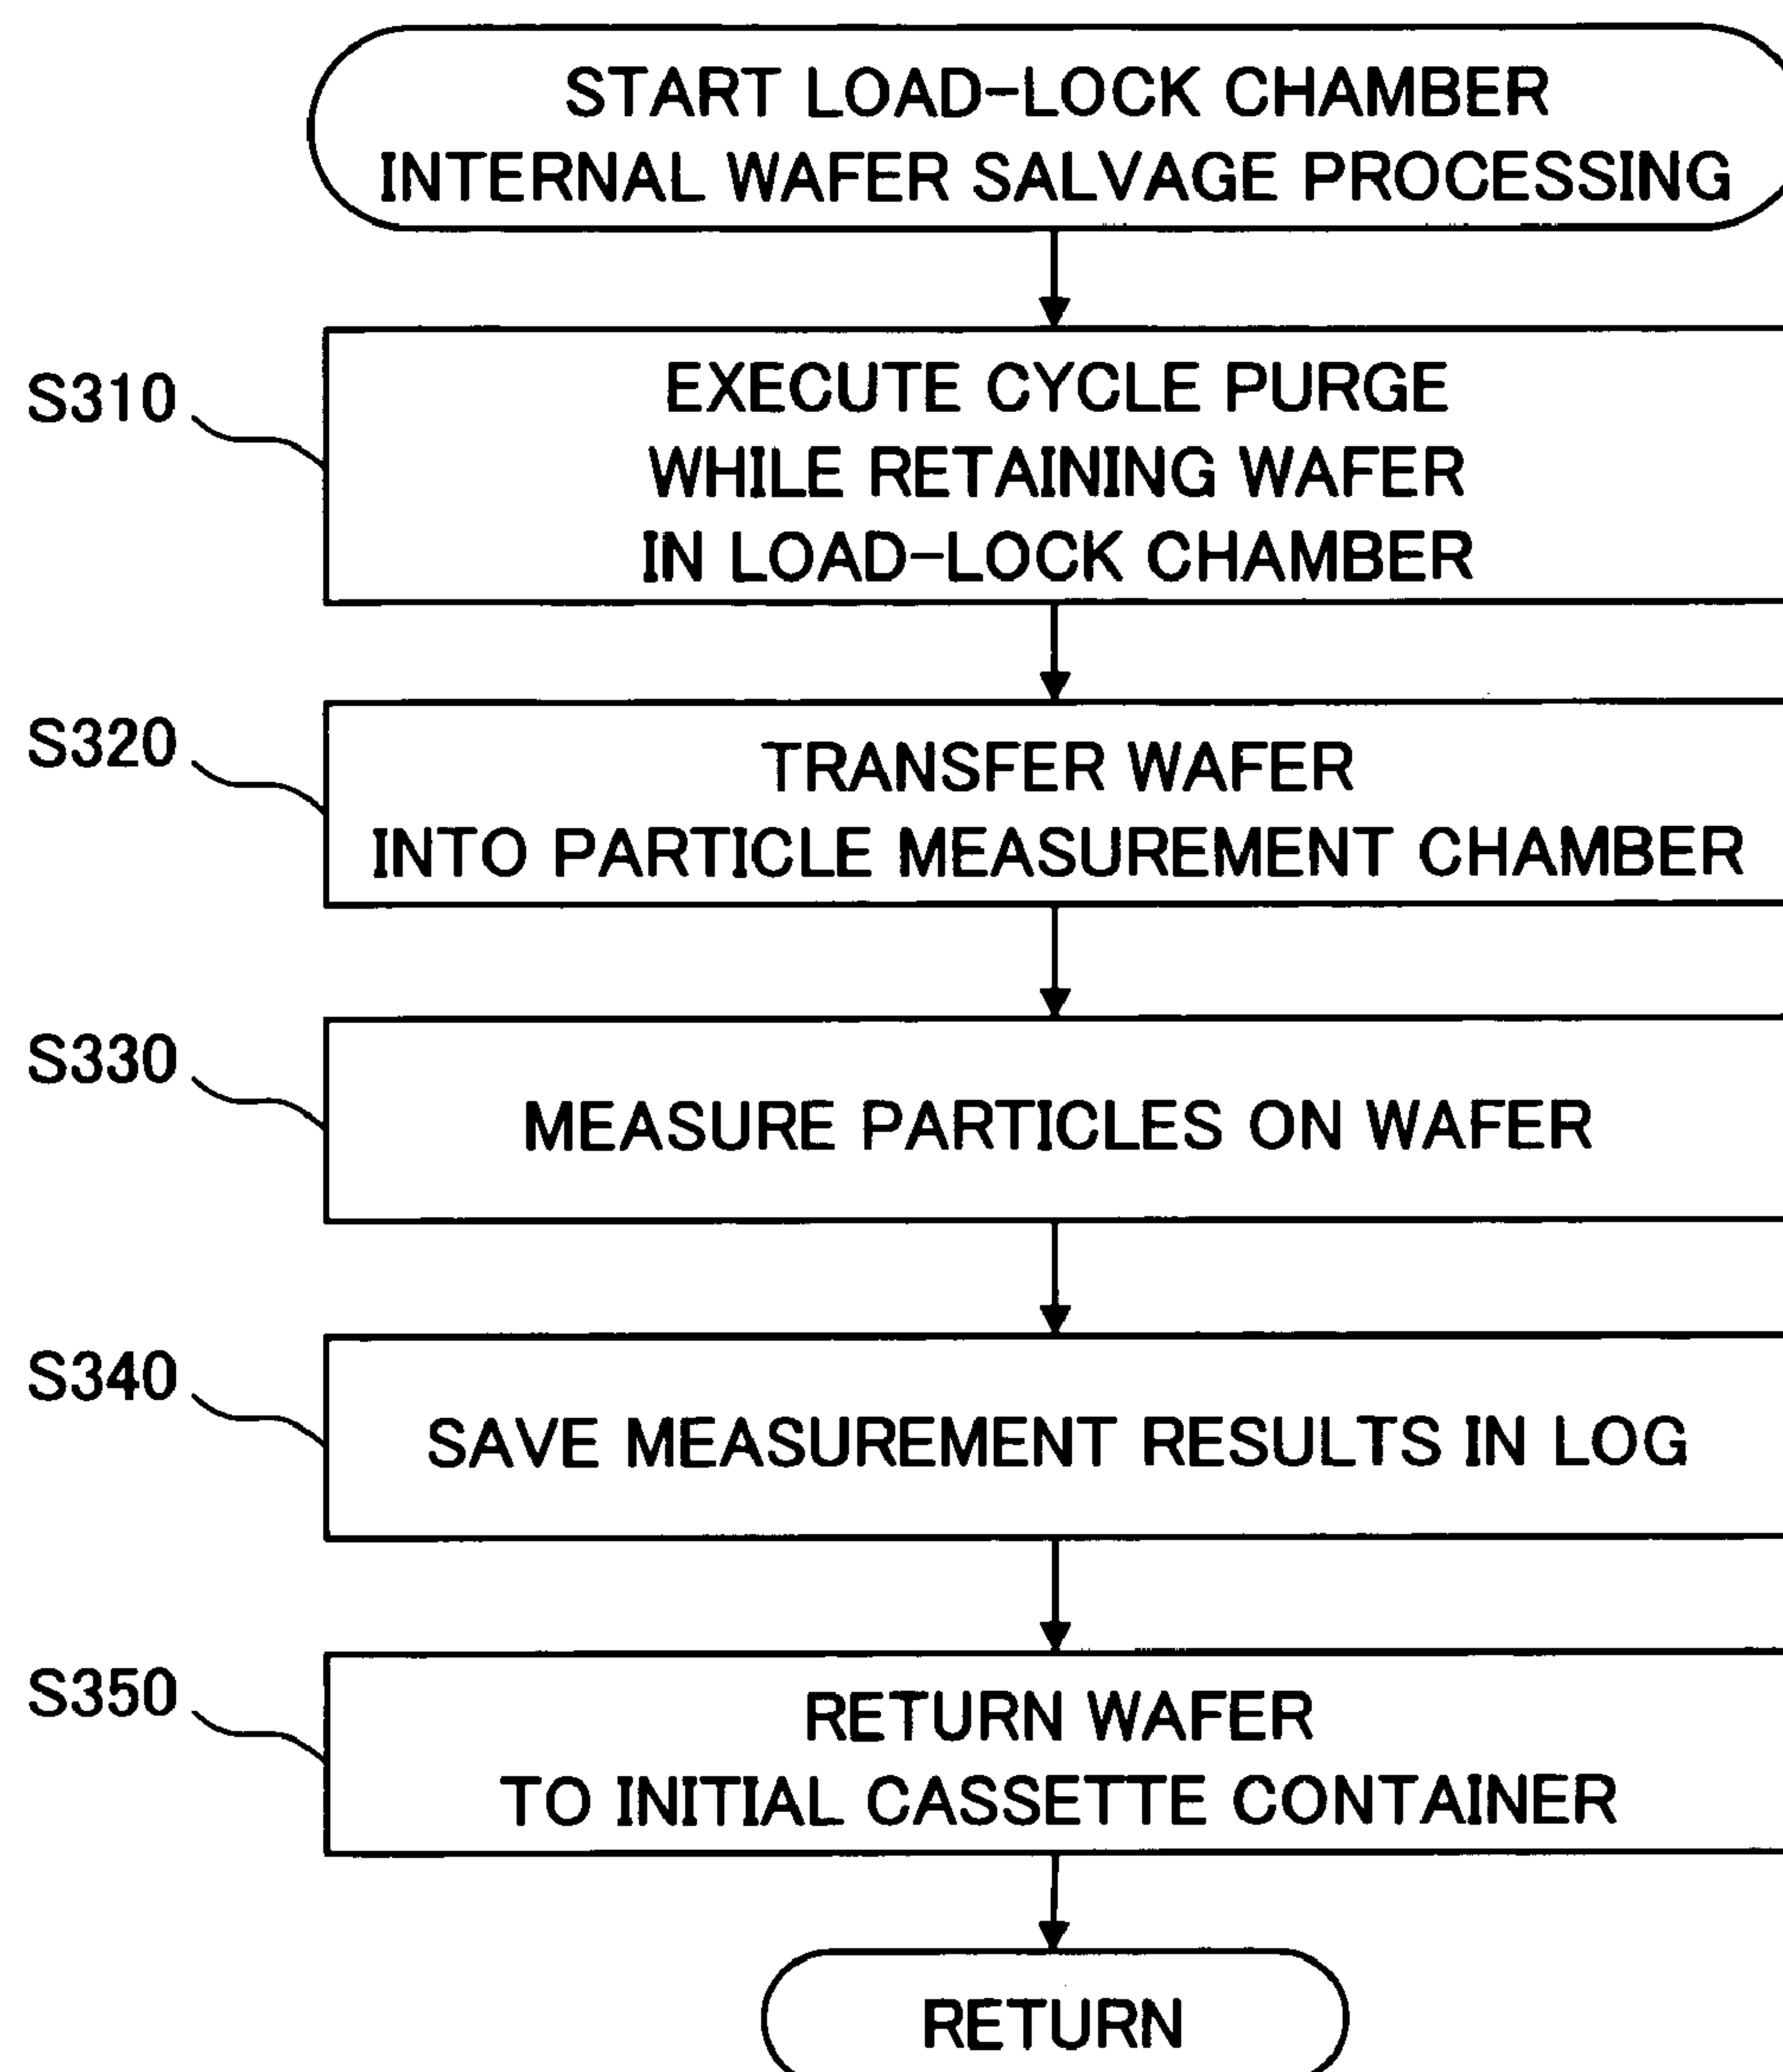 START LOAD-LOCK CHAMBER
INTERNAL WAFER SALVAGE PROCESSING
S310
EXECUTE CYCLE PURGE
WHILE RETAINING WAFER
IN LOAD-LOCK CHAMBER
S320
TRANSFER WAFER
INTO PARTICLE MEASUREMENT CHAMBER
S330
MEASURE PARTICLES ON WAFER
S340
SAVE MEASUREMENT RESULTS IN LOG
S350
RETURN WAFER
TO INITIAL CASSETTE CONTAINER
RETURN